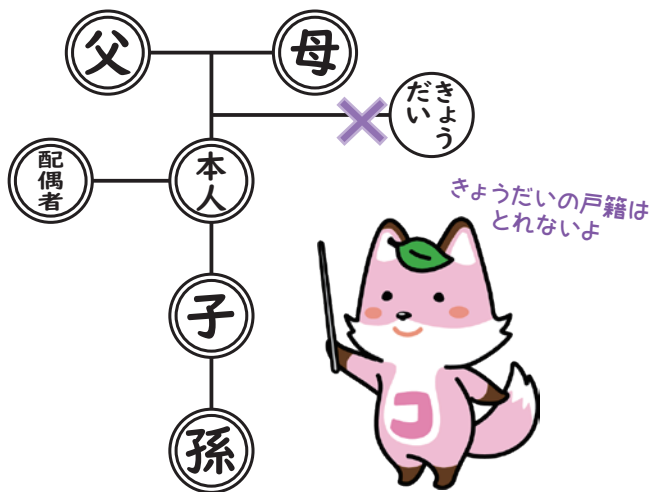 父
母
きょうだい
配偶者
本人
きょうだいの戸籍は
とれないよ
子
コ
孫